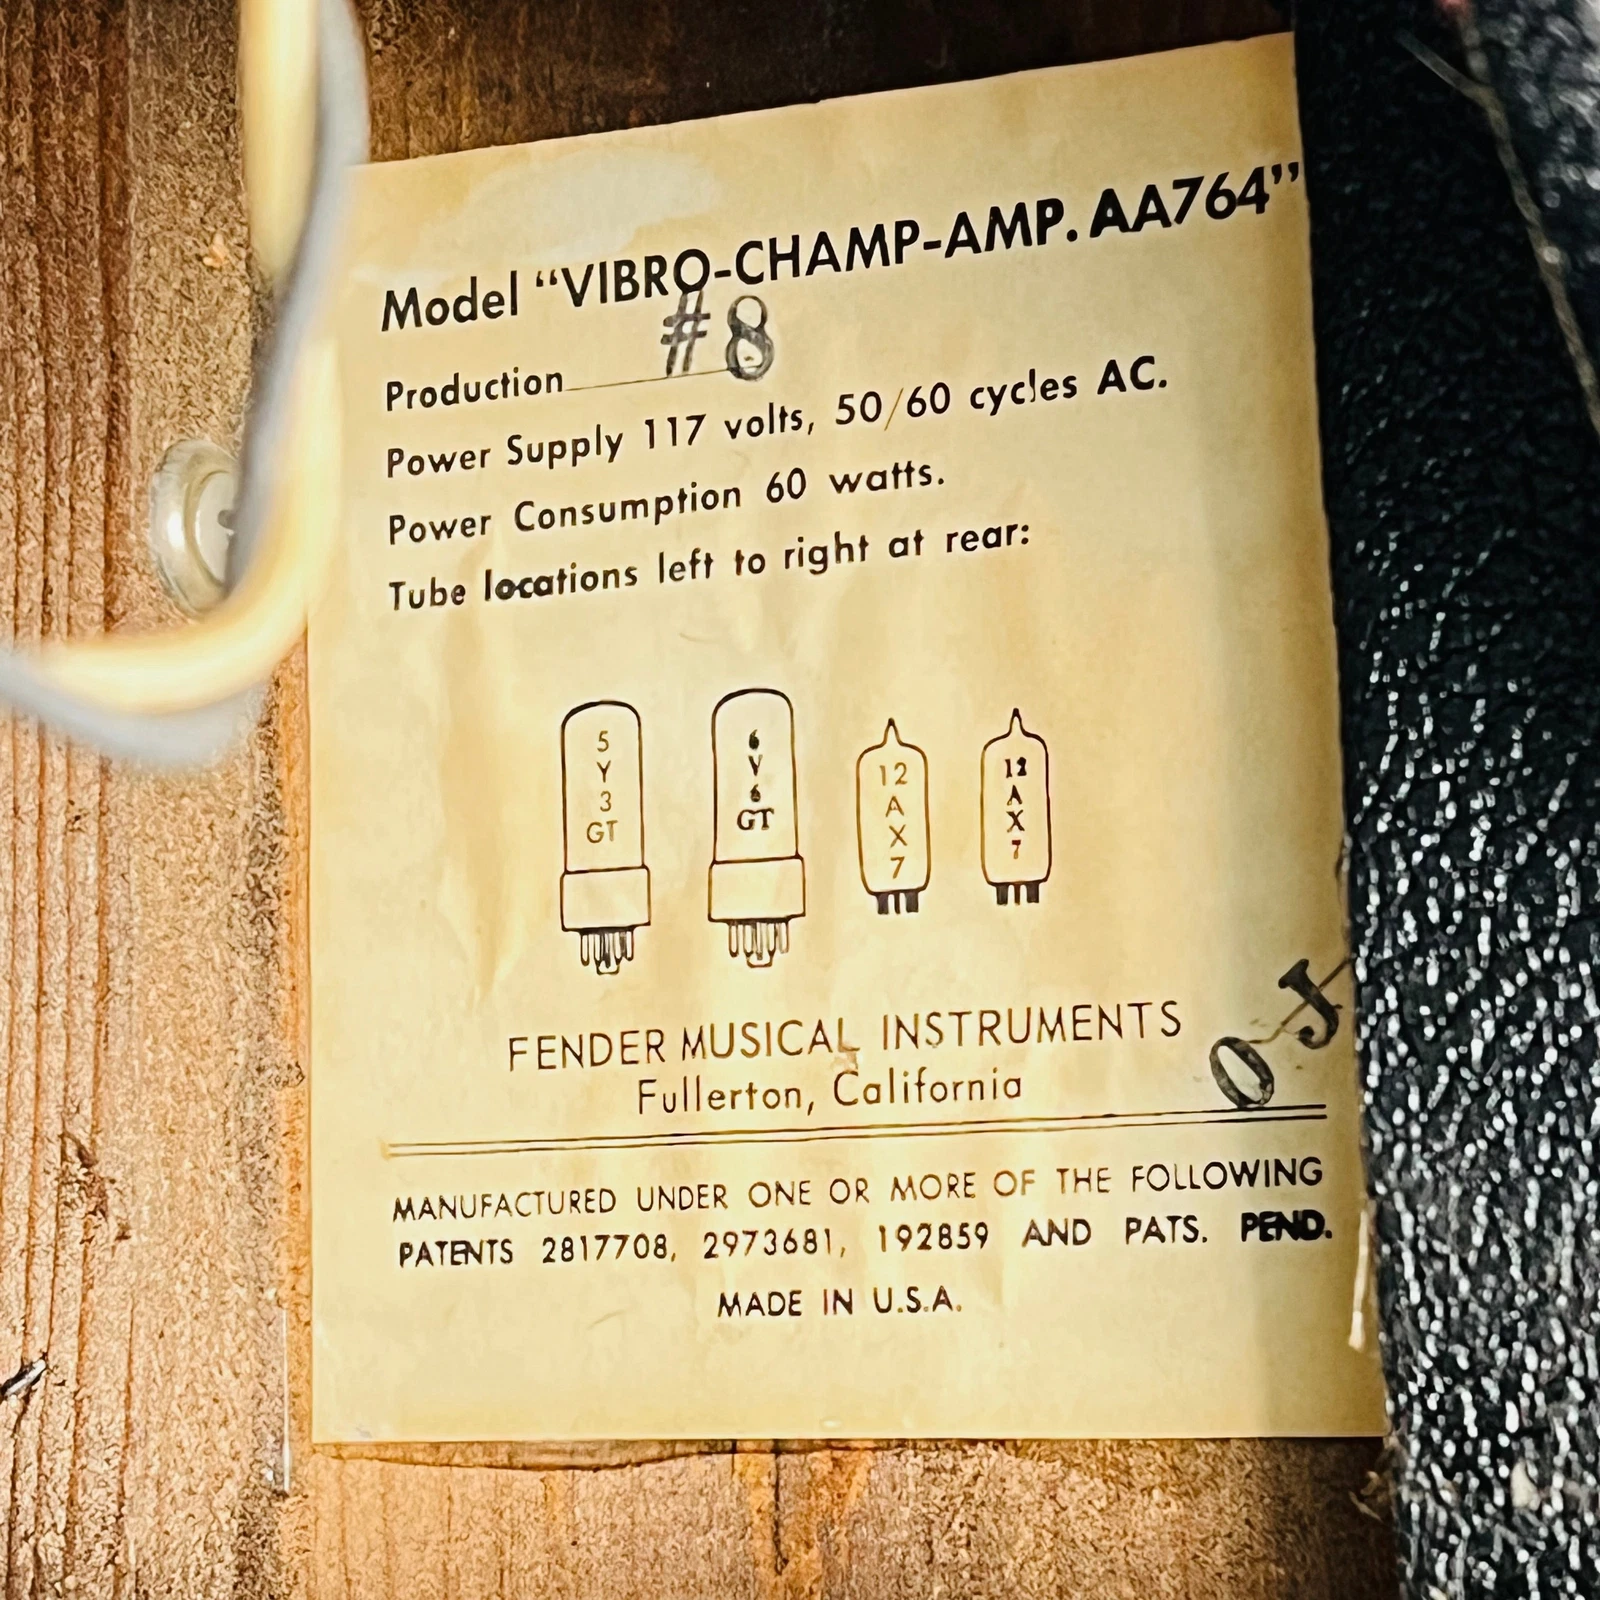 Model “VIBRO-CHAMP-AMP. AA764”
Production #8
Power Supply 117 volts, 50/60 cycles AC.
Power Consumption 60 watts.
Tube locations left to right at rear:
5
Y
3
GT
6
V
6
GT
12
A
X
7
12
A
X
7
FENDER MUSICAL INSTRUMENTS
Fullerton, California
OJ
MANUFACTURED UNDER ONE OR MORE OF THE FOLLOWING
PATENTS 2817708, 2973681, 192859 AND PATS. PEND.
MADE IN U.S.A.